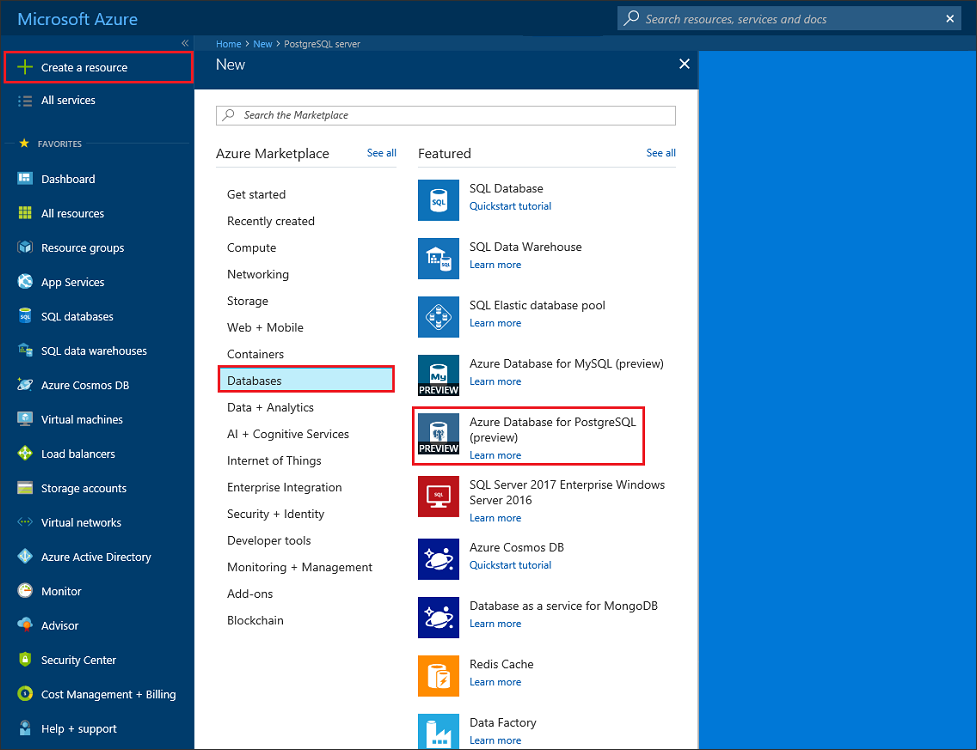 Microsoft Azure
Search resources, services and docs
Create a resource
All services
FAVORITES
Dashboard
All resources
Resource groups
App Services
SQL databases
SQL data warehouses
Azure Cosmos DB
Virtual machines
Load balancers
Storage accounts
Virtual networks
Azure Active Directory
Monitor
Advisor
Security Center
Cost Management + Billing
Help + support
Home > New > PostgreSQL server
New
Search the Marketplace
Azure Marketplace
See all
Get started
Recently created
Compute
Networking
Storage
Web + Mobile
Containers
Databases
Data + Analytics
AI + Cognitive Services
Internet of Things
Enterprise Integration
Security + Identity
Developer tools
Monitoring + Management
Add-ons
Blockchain
Featured
See all
SQL
SQL Database
Quickstart tutorial
SQL
SQL Data Warehouse
Learn more
SQL Elastic database pool
Learn more
My
PREVIEW
Azure Database for MySQL (preview)
Learn more
PREVIEW
Azure Database for PostgreSQL
(preview)
Learn more
SQL
SQL Server 2017 Enterprise Windows
Server 2016
Learn more
Azure Cosmos DB
Quickstart tutorial
Database as a service for MongoDB
Learn more
Redis Cache
Learn more
Data Factory
Learn more